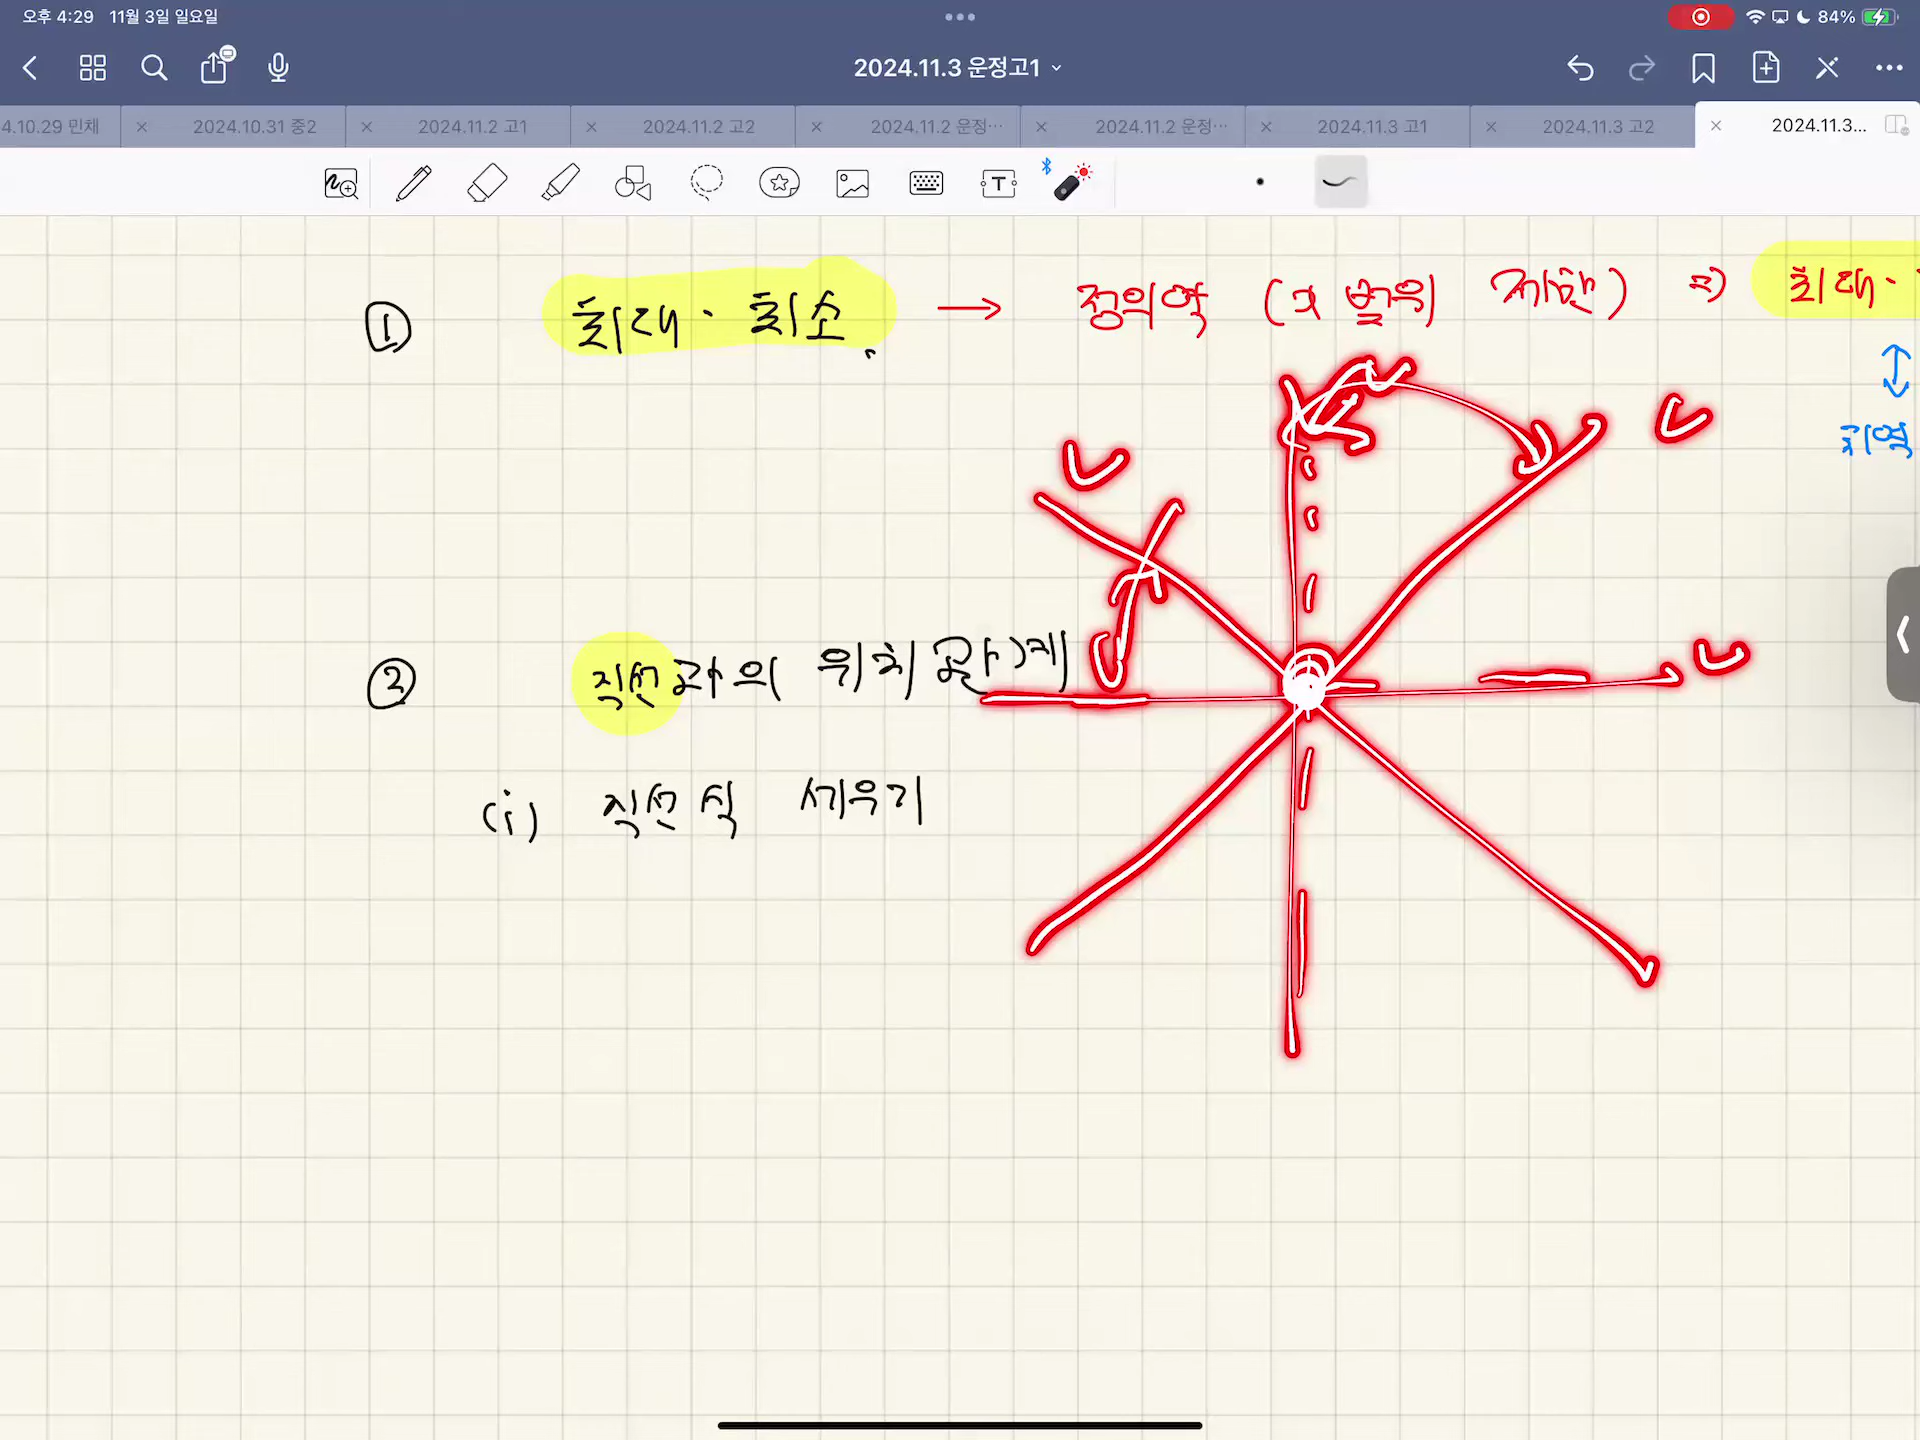 오후 4:29 11월 3일 일요일
84%
2024.11.3 운정고1
4.10.29 민채
2024.10.31 중2
2024.11.2 고1
2024.11.2 고2
2024.11.2 운정…
2024.11.2 운정…
2024.11.3 고1
2024.11.3 고2
2024.11.3...
① 최대·최소 → 정의역 (x 범위 제한) ⇒ 최대·
↕
치역
② 직선과의 위치관계
(i) 직선식 세우기